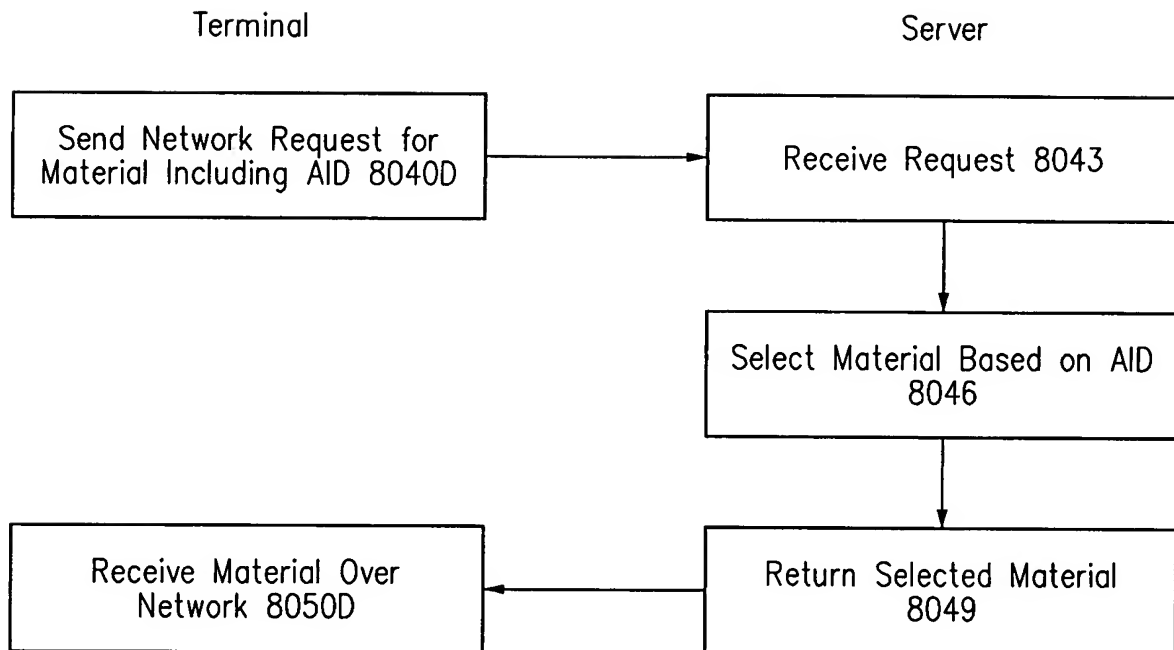 Terminal
Server
Send Network Request for
Material Including AID 8040D
Receive Request 8043
Select Material Based on AID
8046
Receive Material Over
Network 8050D
Return Selected Material
8049